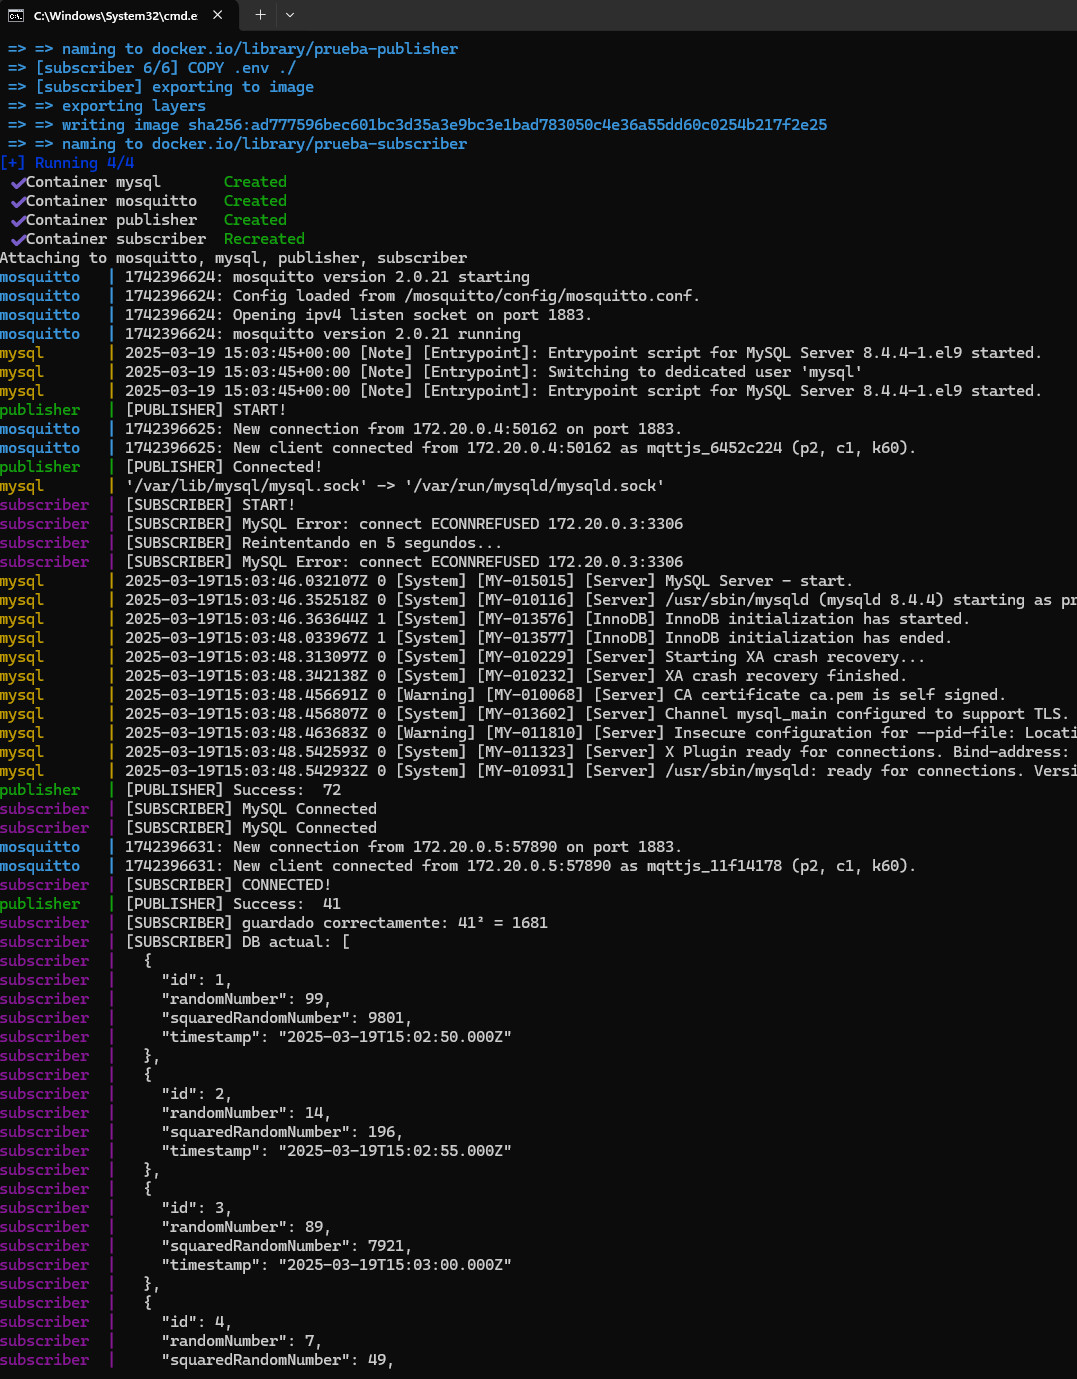 C:\Windows\System32\cmd.e
=> => naming to docker.io/library/prueba-publisher
=> [subscriber 6/6] COPY .env ./
=> [subscriber] exporting to image
=> => exporting layers
=> => writing image sha256:ad777596bec601bc3d35a3e9bc3e1bad783050c4e36a55dd60c0254b217f2e25
=> => naming to docker.io/library/prueba-subscriber
[+] Running 4/4
✔Container mysql       Created
✔Container mosquitto   Created
✔Container publisher   Created
✔Container subscriber  Recreated
Attaching to mosquitto, mysql, publisher, subscriber
mosquitto   | 1742396624: mosquitto version 2.0.21 starting
mosquitto   | 1742396624: Config loaded from /mosquitto/config/mosquitto.conf.
mosquitto   | 1742396624: Opening ipv4 listen socket on port 1883.
mosquitto   | 1742396624: mosquitto version 2.0.21 running
mysql       | 2025-03-19 15:03:45+00:00 [Note] [Entrypoint]: Entrypoint script for MySQL Server 8.4.4-1.el9 started.
mysql       | 2025-03-19 15:03:45+00:00 [Note] [Entrypoint]: Switching to dedicated user 'mysql'
mysql       | 2025-03-19 15:03:45+00:00 [Note] [Entrypoint]: Entrypoint script for MySQL Server 8.4.4-1.el9 started.
publisher   | [PUBLISHER] START!
mosquitto   | 1742396625: New connection from 172.20.0.4:50162 on port 1883.
mosquitto   | 1742396625: New client connected from 172.20.0.4:50162 as mqttjs_6452c224 (p2, c1, k60).
publisher   | [PUBLISHER] Connected!
mysql       | '/var/lib/mysql/mysql.sock' -> '/var/run/mysqld/mysqld.sock'
subscriber  | [SUBSCRIBER] START!
subscriber  | [SUBSCRIBER] MySQL Error: connect ECONNREFUSED 172.20.0.3:3306
subscriber  | [SUBSCRIBER] Reintentando en 5 segundos...
subscriber  | [SUBSCRIBER] MySQL Error: connect ECONNREFUSED 172.20.0.3:3306
mysql       | 2025-03-19T15:03:46.032107Z 0 [System] [MY-015015] [Server] MySQL Server - start.
mysql       | 2025-03-19T15:03:46.352518Z 0 [System] [MY-010116] [Server] /usr/sbin/mysqld (mysqld 8.4.4) starting as pr
mysql       | 2025-03-19T15:03:46.363644Z 1 [System] [MY-013576] [InnoDB] InnoDB initialization has started.
mysql       | 2025-03-19T15:03:48.033967Z 1 [System] [MY-013577] [InnoDB] InnoDB initialization has ended.
mysql       | 2025-03-19T15:03:48.313097Z 0 [System] [MY-010229] [Server] Starting XA crash recovery...
mysql       | 2025-03-19T15:03:48.342138Z 0 [System] [MY-010232] [Server] XA crash recovery finished.
mysql       | 2025-03-19T15:03:48.456691Z 0 [Warning] [MY-010068] [Server] CA certificate ca.pem is self signed.
mysql       | 2025-03-19T15:03:48.456807Z 0 [System] [MY-013602] [Server] Channel mysql_main configured to support TLS.
mysql       | 2025-03-19T15:03:48.463683Z 0 [Warning] [MY-011810] [Server] Insecure configuration for --pid-file: Locati
mysql       | 2025-03-19T15:03:48.542593Z 0 [System] [MY-011323] [Server] X Plugin ready for connections. Bind-address:
mysql       | 2025-03-19T15:03:48.542932Z 0 [System] [MY-010931] [Server] /usr/sbin/mysqld: ready for connections. Versi
publisher   | [PUBLISHER] Success:  72
subscriber  | [SUBSCRIBER] MySQL Connected
subscriber  | [SUBSCRIBER] MySQL Connected
mosquitto   | 1742396631: New connection from 172.20.0.5:57890 on port 1883.
mosquitto   | 1742396631: New client connected from 172.20.0.5:57890 as mqttjs_11f14178 (p2, c1, k60).
subscriber  | [SUBSCRIBER] CONNECTED!
publisher   | [PUBLISHER] Success:  41
subscriber  | [SUBSCRIBER] guardado correctamente: 41² = 1681
subscriber  | [SUBSCRIBER] DB actual: [
subscriber  |   {
subscriber  |     "id": 1,
subscriber  |     "randomNumber": 99,
subscriber  |     "squaredRandomNumber": 9801,
subscriber  |     "timestamp": "2025-03-19T15:02:50.000Z"
subscriber  |   },
subscriber  |   {
subscriber  |     "id": 2,
subscriber  |     "randomNumber": 14,
subscriber  |     "squaredRandomNumber": 196,
subscriber  |     "timestamp": "2025-03-19T15:02:55.000Z"
subscriber  |   },
subscriber  |   {
subscriber  |     "id": 3,
subscriber  |     "randomNumber": 89,
subscriber  |     "squaredRandomNumber": 7921,
subscriber  |     "timestamp": "2025-03-19T15:03:00.000Z"
subscriber  |   },
subscriber  |   {
subscriber  |     "id": 4,
subscriber  |     "randomNumber": 7,
subscriber  |     "squaredRandomNumber": 49,